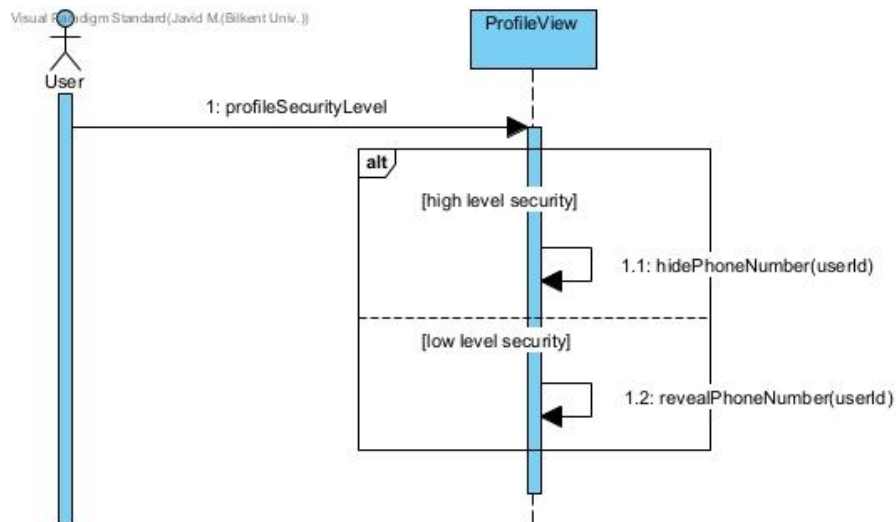 Visual Paradigm Standard(Javid M.(Bilkent Univ.))
ProfileView
User
1: profileSecurityLevel
alt
[high level security]
1.1: hidePhoneNumber(userId)
[low level security]
1.2: revealPhoneNumber(userId)